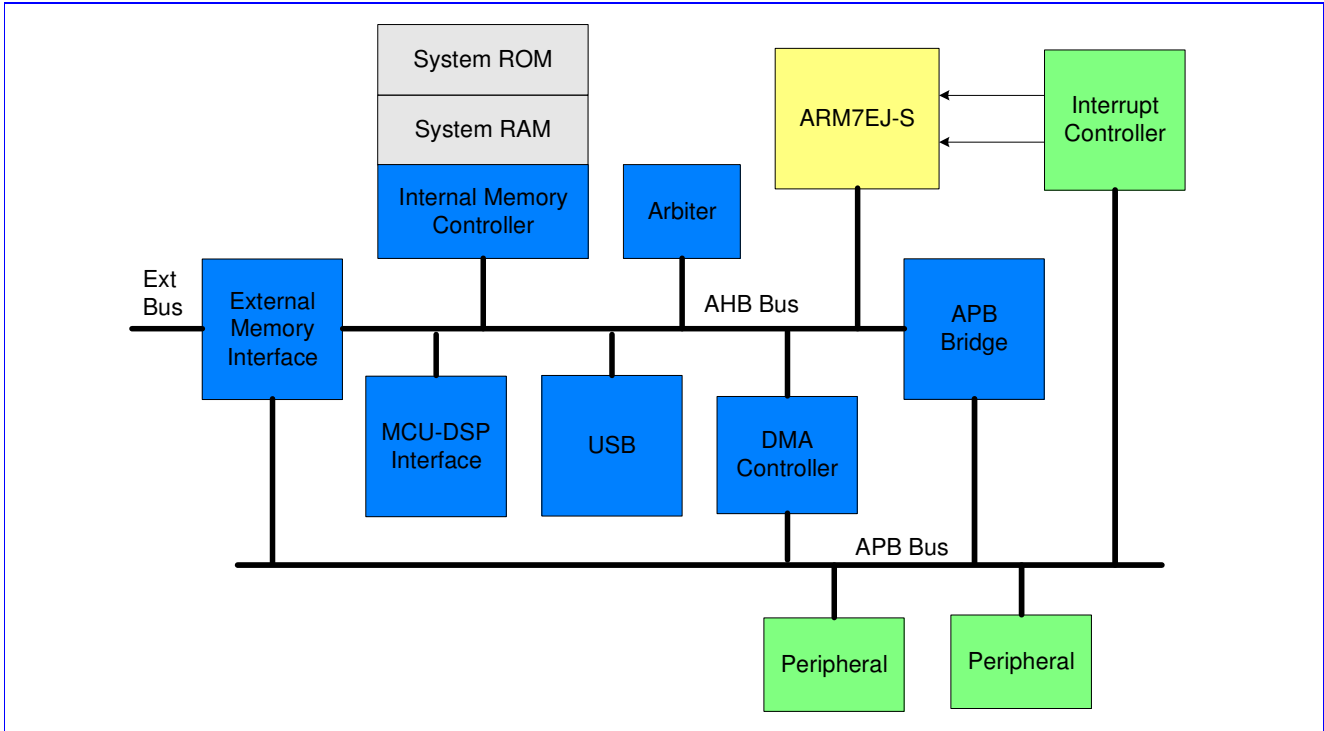 System ROM
System RAM
Internal Memory
Controller
Arbiter
ARM7EJ-S
Interrupt
Controller
Ext
Bus
External
Memory
Interface
AHB Bus
APB
Bridge
MCU-DSP
Interface
USB
DMA
Controller
APB Bus
Peripheral
Peripheral